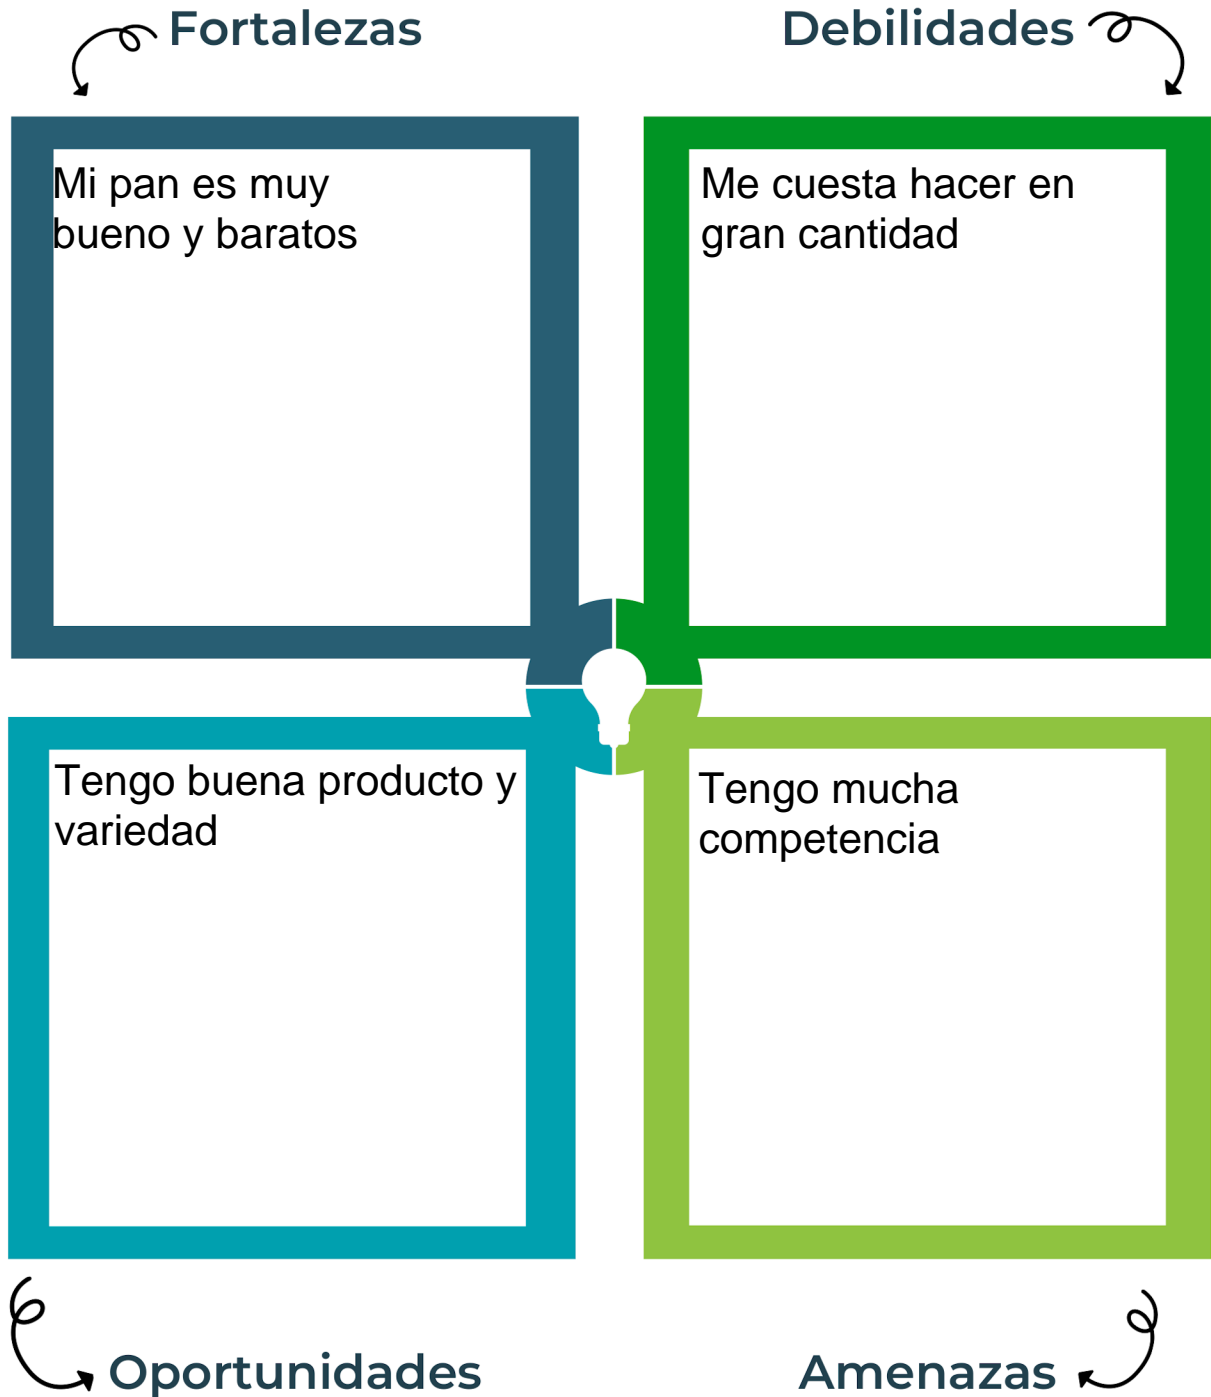 Fortalezas
Debilidades
Mi pan es muy
bueno y baratos
Me cuesta hacer en
gran cantidad
Tengo buena producto y
variedad
Tengo mucha
competencia
Oportunidades
Amenazas